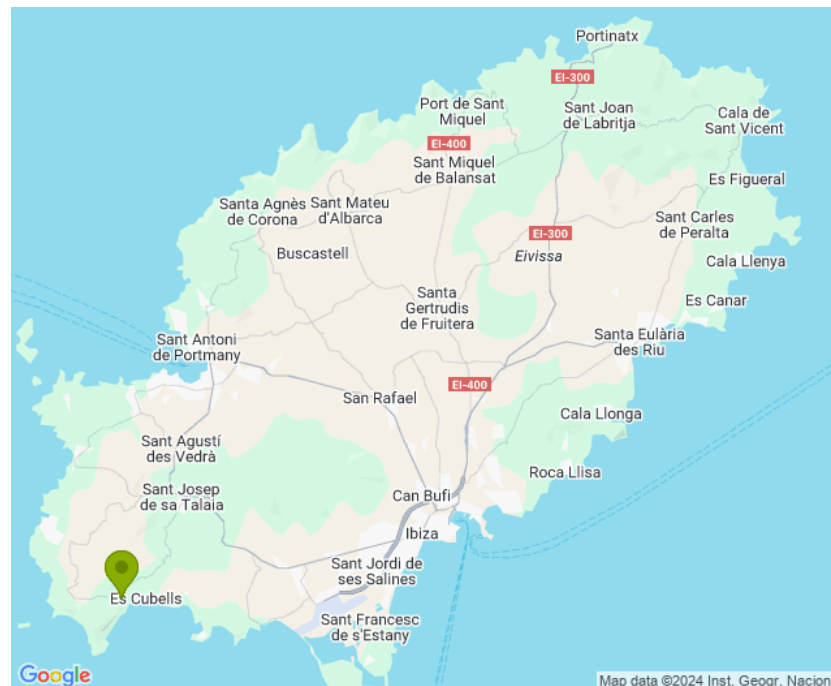 Portinatx
EI-300
Port de Sant
Miquel
Sant Joan
de Labritja
Cala de
Sant Vicent
EI-400
Sant Miquel
de Balansat
Es Figueral
Santa Agnès
de Corona
Sant Mateu
d'Albarca
Sant Carles
de Peralta
EI-300
Buscastell
Eivissa
Cala Llenya
Santa
Gertrudis
de Fruitera
Es Canar
Sant Antoni
de Portmany
Santa Eulària
des Riu
EI-400
San Rafael
Cala Llonga
Sant Agustí
des Vedrà
Roca Llisa
Sant Josep
de sa Talaia
Can Bufi
Ibiza
Sant Jordi de
ses Salines
Es Cubells
Sant Francesc
de s'Estany
Google
Map data ©2024 Inst. Geogr. Nacion